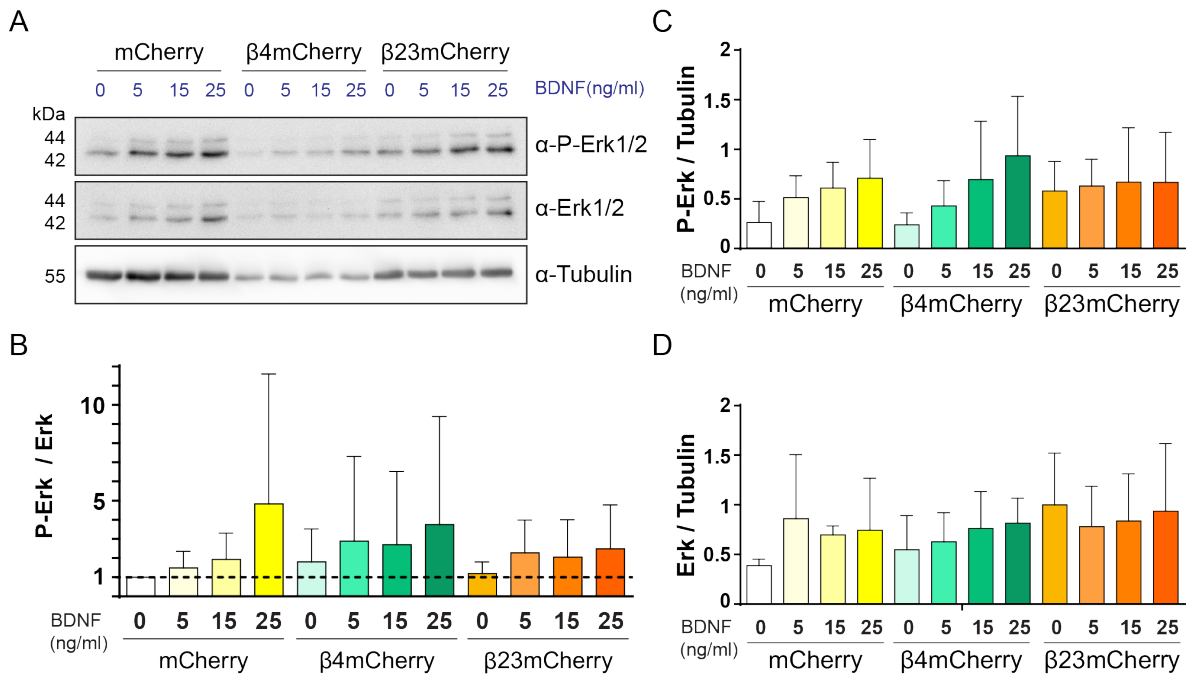 A
mCherry β4mCherry β23mCherry
0 5 15 25 0 5 15 25 0 5 15 25 BDNF(ng/ml)
kDa
44
42
α-P-Erk1/2
44
42
α-Erk1/2
55
α-Tubulin
B
P-Erk / Erk
10
5
1
BDNF
(ng/ml)
0 5 15 25 0 5 15 25 0 5 15 25
mCherry β4mCherry β23mCherry
C
P-Erk / Tubulin
2
1.5
1
0.5
0
BDNF
(ng/ml)
0 5 15 25 0 5 15 25 0 5 15 25
mCherry β4mCherry β23mCherry
D
Erk / Tubulin
2
1.5
1
0.5
0
BDNF
(ng/ml)
0 5 15 25 0 5 15 25 0 5 15 25
mCherry β4mCherry β23mCherry